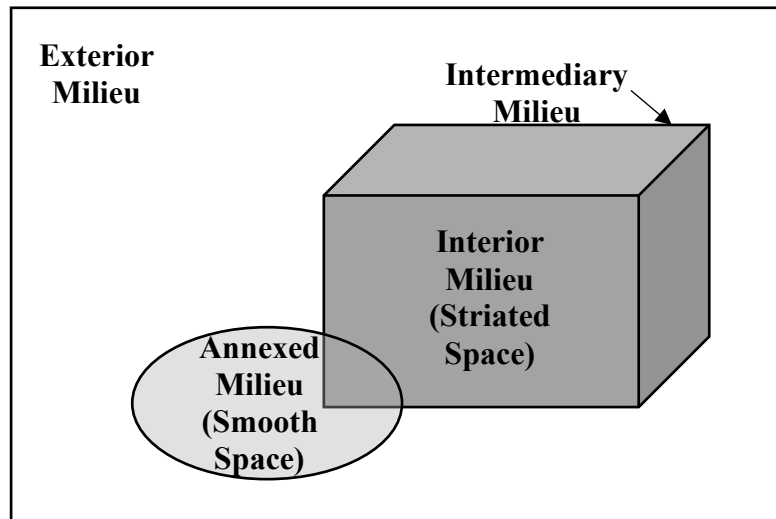 Exterior
Milieu
Intermediary
Milieu
Interior
Milieu
(Striated
Space)
Annexed
Milieu
(Smooth
Space)